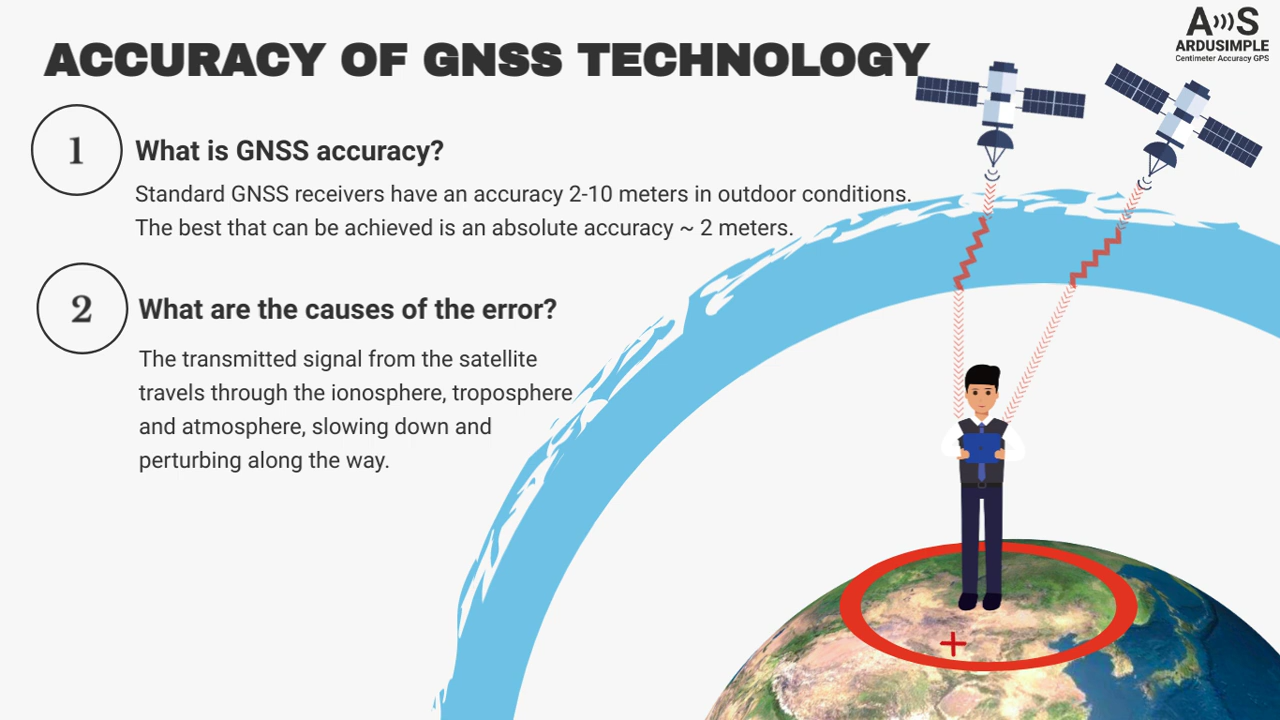 A S
ARDUSIMPLE
Centimeter Accuracy GPS
ACCURACY OF GNSS TECHNOLOGY
1
What is GNSS accuracy?
Standard GNSS receivers have an accuracy 2-10 meters in outdoor conditions.
The best that can be achieved is an absolute accuracy ~ 2 meters.
2
What are the causes of the error?
The transmitted signal from the satellite
travels through the ionosphere, troposphere
and atmosphere, slowing down and
perturbing along the way.